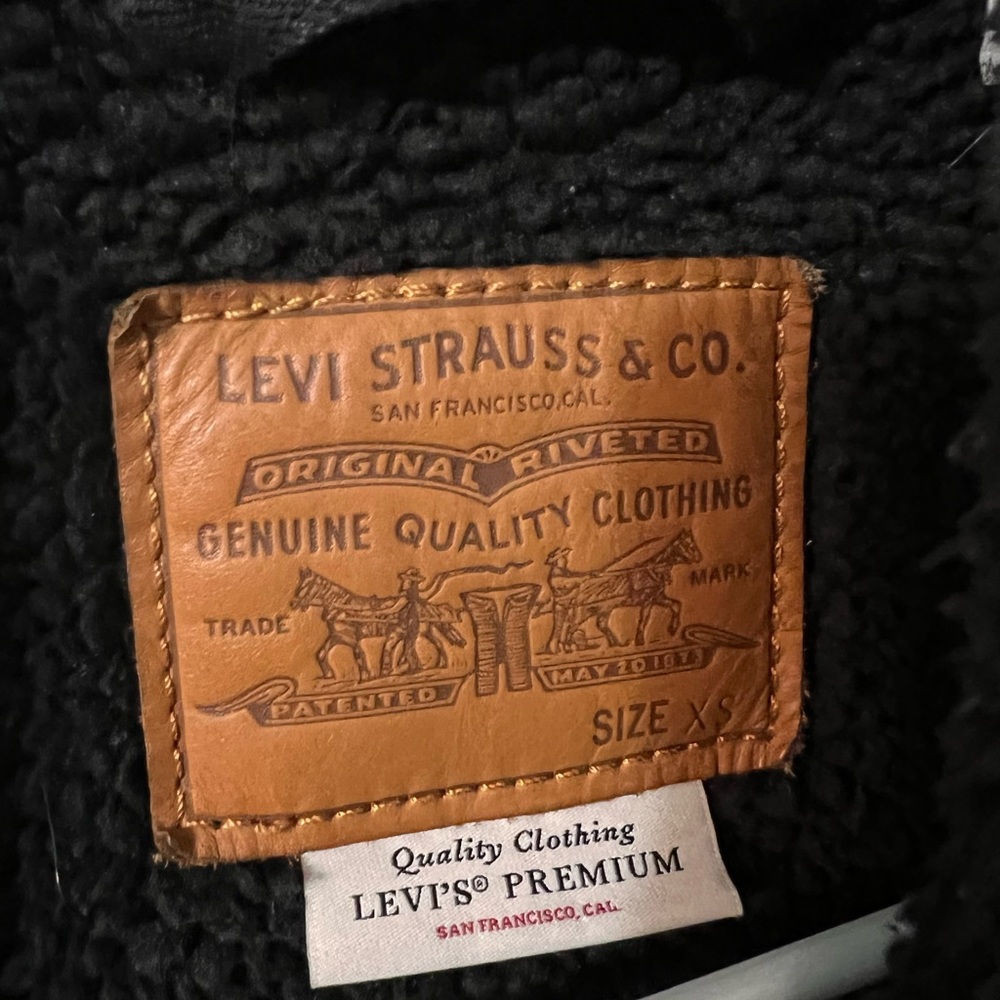 LEVI STRAUSS & CO.
SAN FRANCISCO, CAL.
ORIGINAL RIVETED
GENUINE QUALITY CLOTHING
TRADE MARK
PATENTED MAY 20 1873
SIZE XS
Quality Clothing
LEVI'S® PREMIUM
SAN FRANCISCO, CAL.